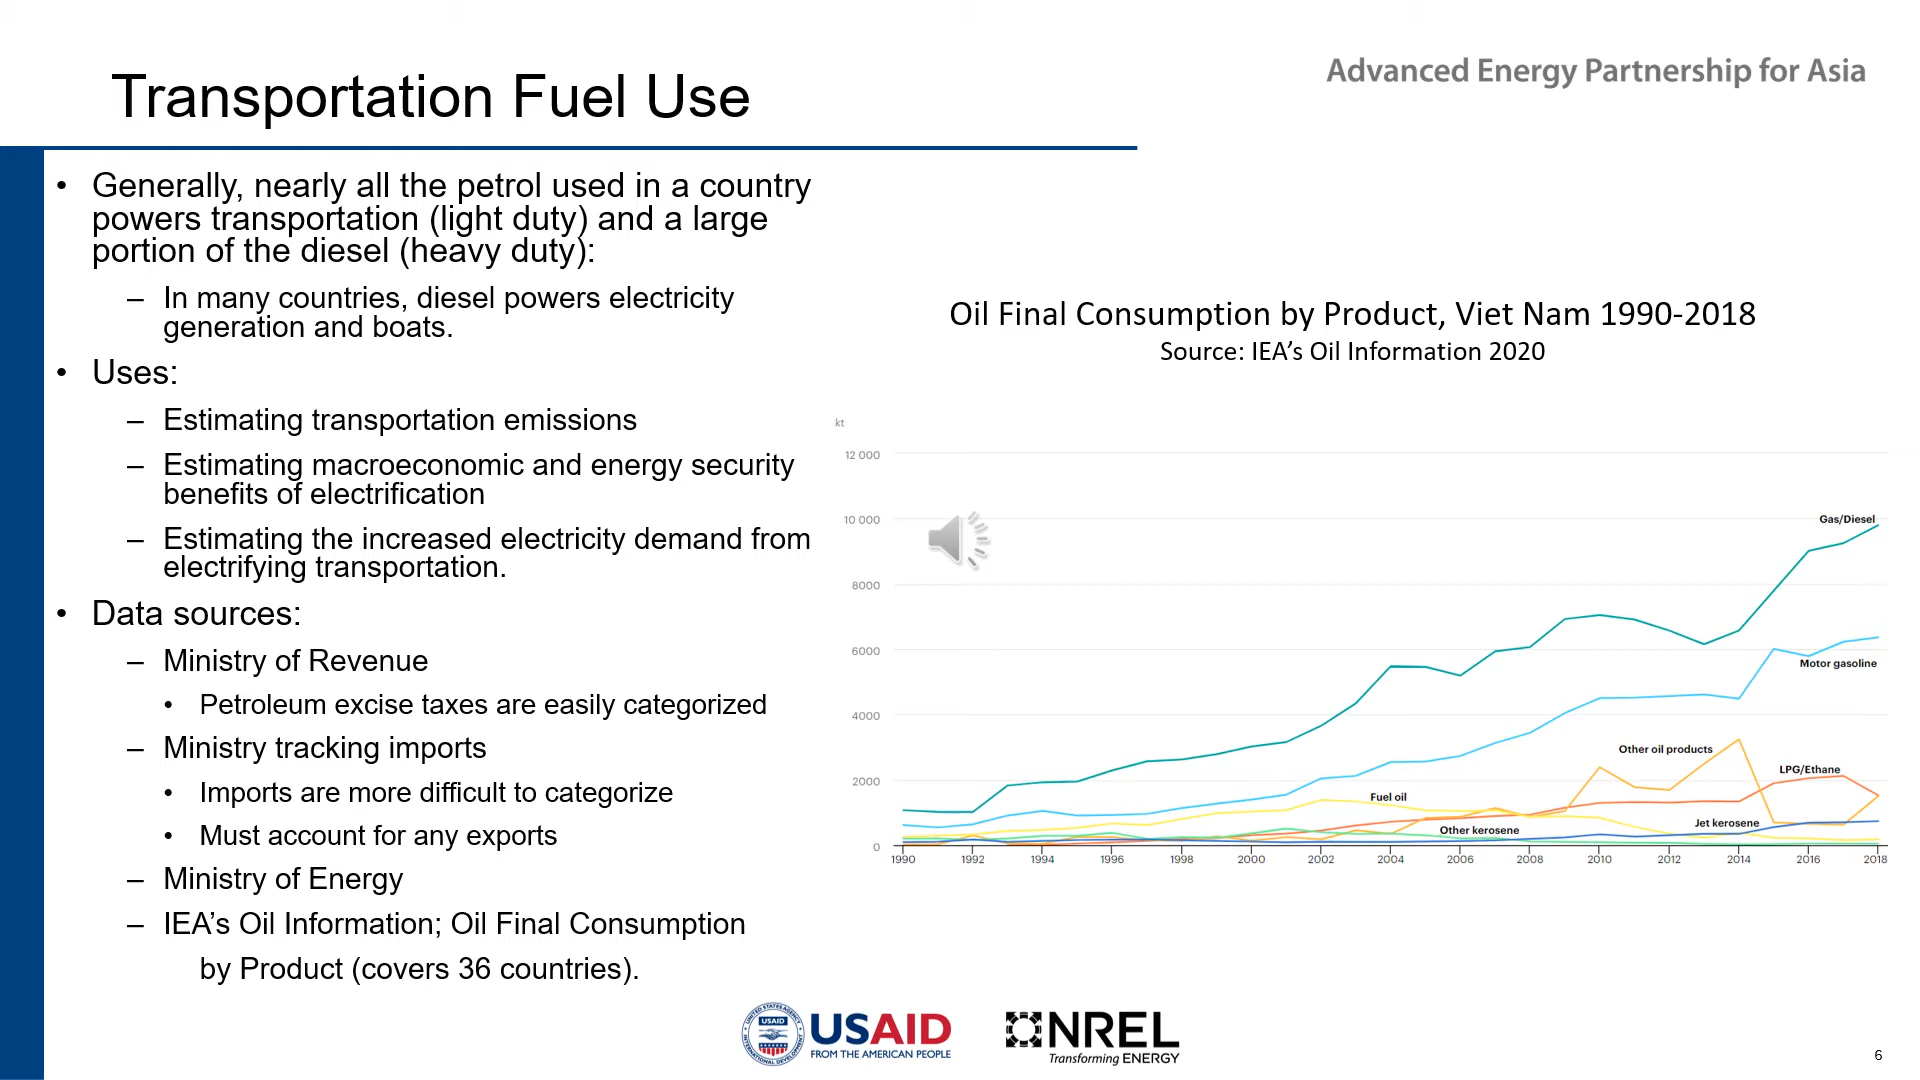 Transportation Fuel Use
Advanced Energy Partnership for Asia
• Generally, nearly all the petrol used in a country
powers transportation (light duty) and a large
portion of the diesel (heavy duty):
– In many countries, diesel powers electricity
generation and boats.
• Uses:
– Estimating transportation emissions
– Estimating macroeconomic and energy security
benefits of electrification
– Estimating the increased electricity demand from
electrifying transportation.
• Data sources:
– Ministry of Revenue
• Petroleum excise taxes are easily categorized
– Ministry tracking imports
• Imports are more difficult to categorize
• Must account for any exports
– Ministry of Energy
– IEA’s Oil Information; Oil Final Consumption
by Product (covers 36 countries).
Oil Final Consumption by Product, Viet Nam 1990-2018
Source: IEA’s Oil Information 2020
kt
12 000
10 000
8000
6000
4000
2000
0
Gas/Diesel
Motor gasoline
Other oil products
LPG/Ethane
Fuel oil
Jet kerosene
Other kerosene
1990 1992 1994 1996 1998 2000 2002 2004 2006 2008 2010 2012 2014 2016 2018
UNITED STATES AGENCY
USAID
INTERNATIONAL DEVELOPMENT
USAID
FROM THE AMERICAN PEOPLE
NREL
Transforming ENERGY
6